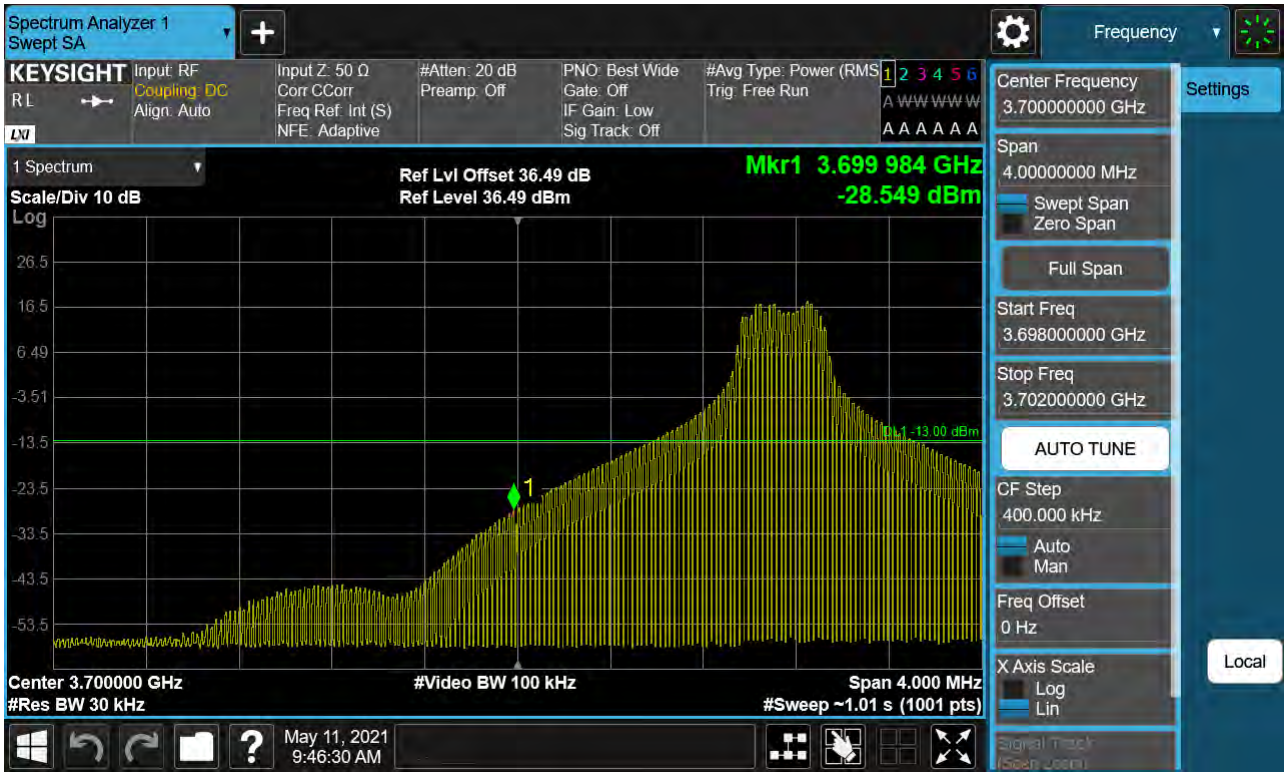 Spectrum Analyzer 1
Swept SA
Frequency
KEYSIGHT
RL
LXI
Input: RF
Coupling: DC
Align: Auto
Input Z: 50 Ω
Corr CCorr
Freq Ref: Int (S)
NFE: Adaptive
#Atten: 20 dB
Preamp: Off
PNO: Best Wide
Gate: Off
IF Gain: Low
Sig Track: Off
#Avg Type: Power (RMS
Trig: Free Run
1 2 3 4 5 6
A W W W W W
A A A A A A
1 Spectrum
Scale/Div 10 dB
Ref Lvl Offset 36.49 dB
Ref Level 36.49 dBm
Mkr1 3.699 984 GHz
-28.549 dBm
Log
26.5
16.5
6.49
-3.51
-13.5
-23.5
-33.5
-43.5
-53.5
DL1 -13.00 dBm
1
Center 3.700000 GHz
#Res BW 30 kHz
#Video BW 100 kHz
Span 4.000 MHz
#Sweep ~1.01 s (1001 pts)
Center Frequency
3.700000000 GHz
Span
4.00000000 MHz
Swept Span
Zero Span
Full Span
Start Freq
3.698000000 GHz
Stop Freq
3.702000000 GHz
AUTO TUNE
CF Step
400.000 kHz
Auto
Man
Freq Offset
0 Hz
X Axis Scale
Log
Lin
Signal Track
(Span Zoom)
Settings
Local
?
May 11, 2021
9:46:30 AM